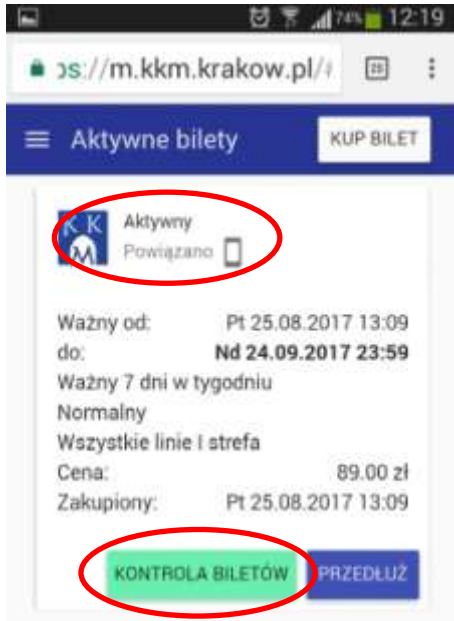 74% 12:19
ps://m.kkm.krakow.pl/#
Aktywne bilety KUP BILET
K K M
Aktywny
Powiązano
Ważny od: Pt 25.08.2017 13:09
do: Nd 24.09.2017 23:59
Ważny 7 dni w tygodniu
Normalny
Wszystkie linie I strefa
Cena: 89.00 zł
Zakupiony: Pt 25.08.2017 13:09
KONTROLA BILETÓW PRZEDŁUŻ